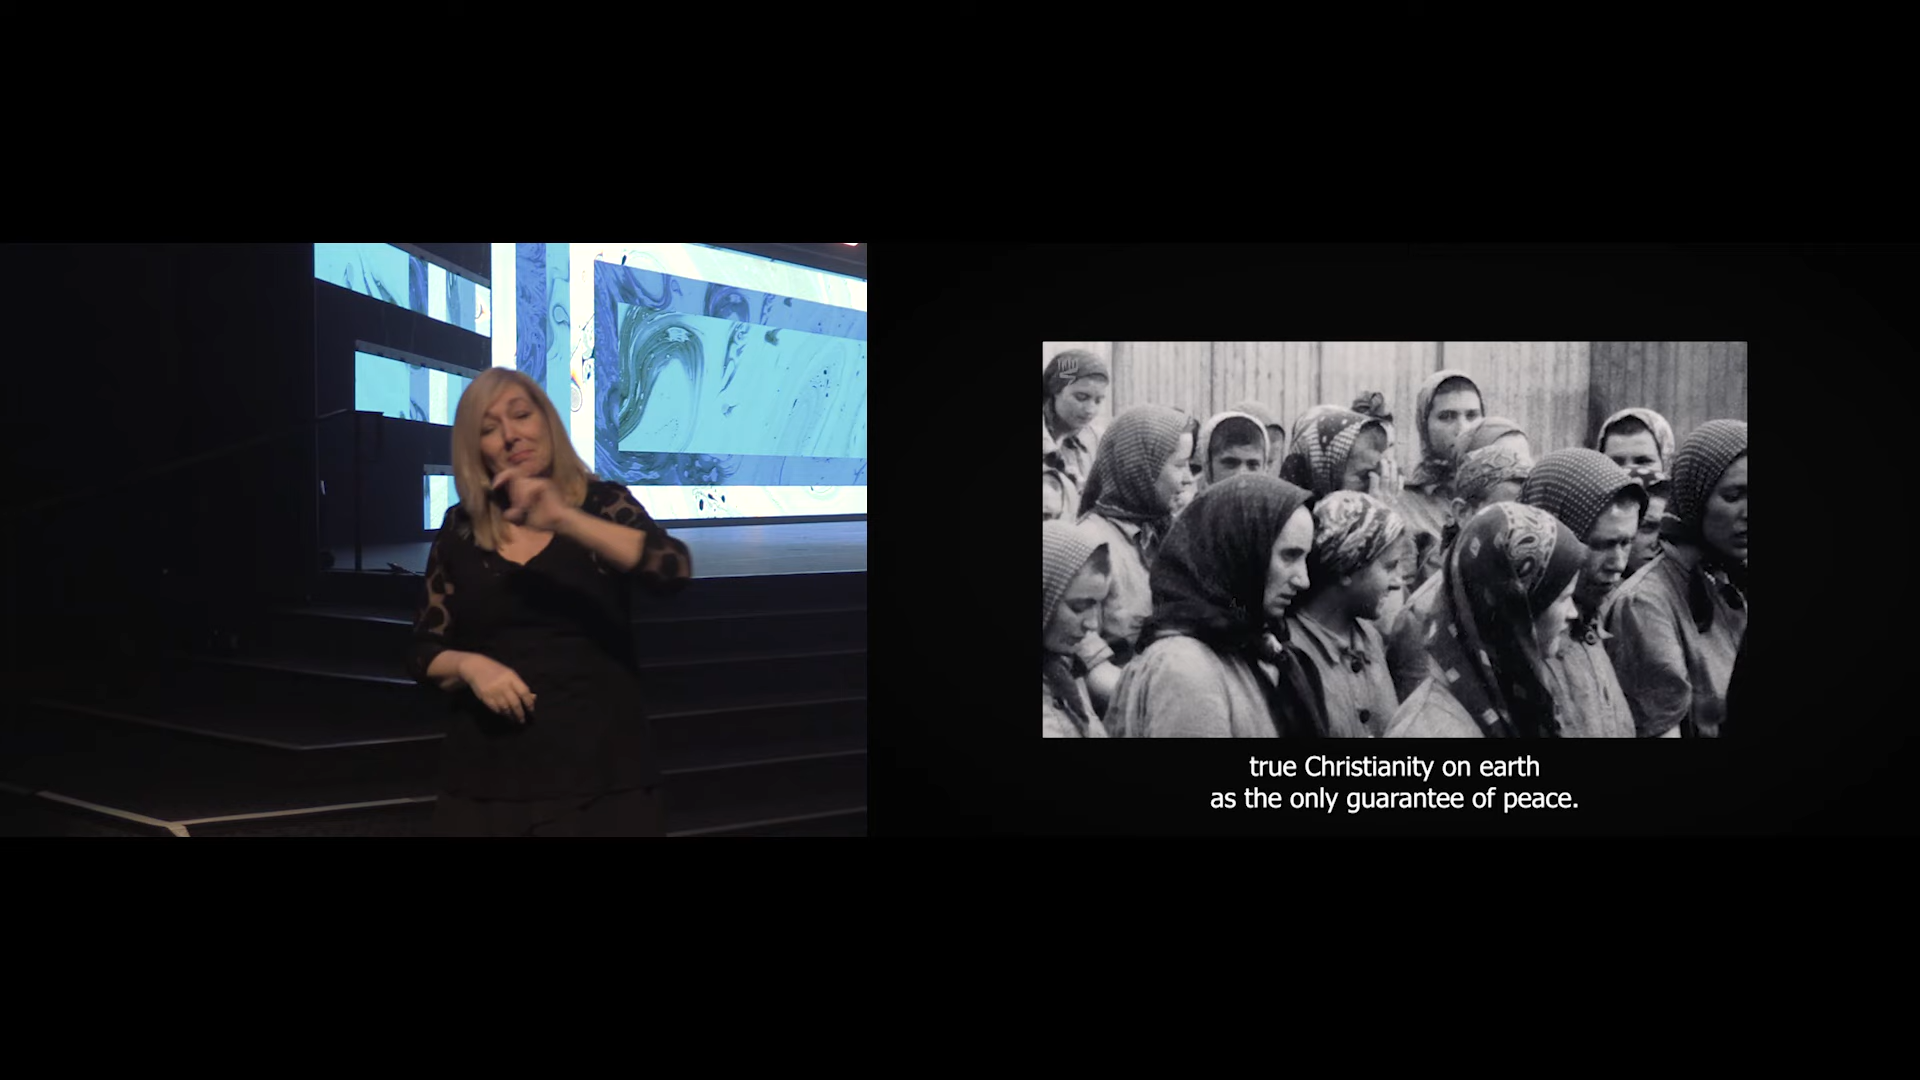 true Christianity on earth
as the only guarantee of peace.